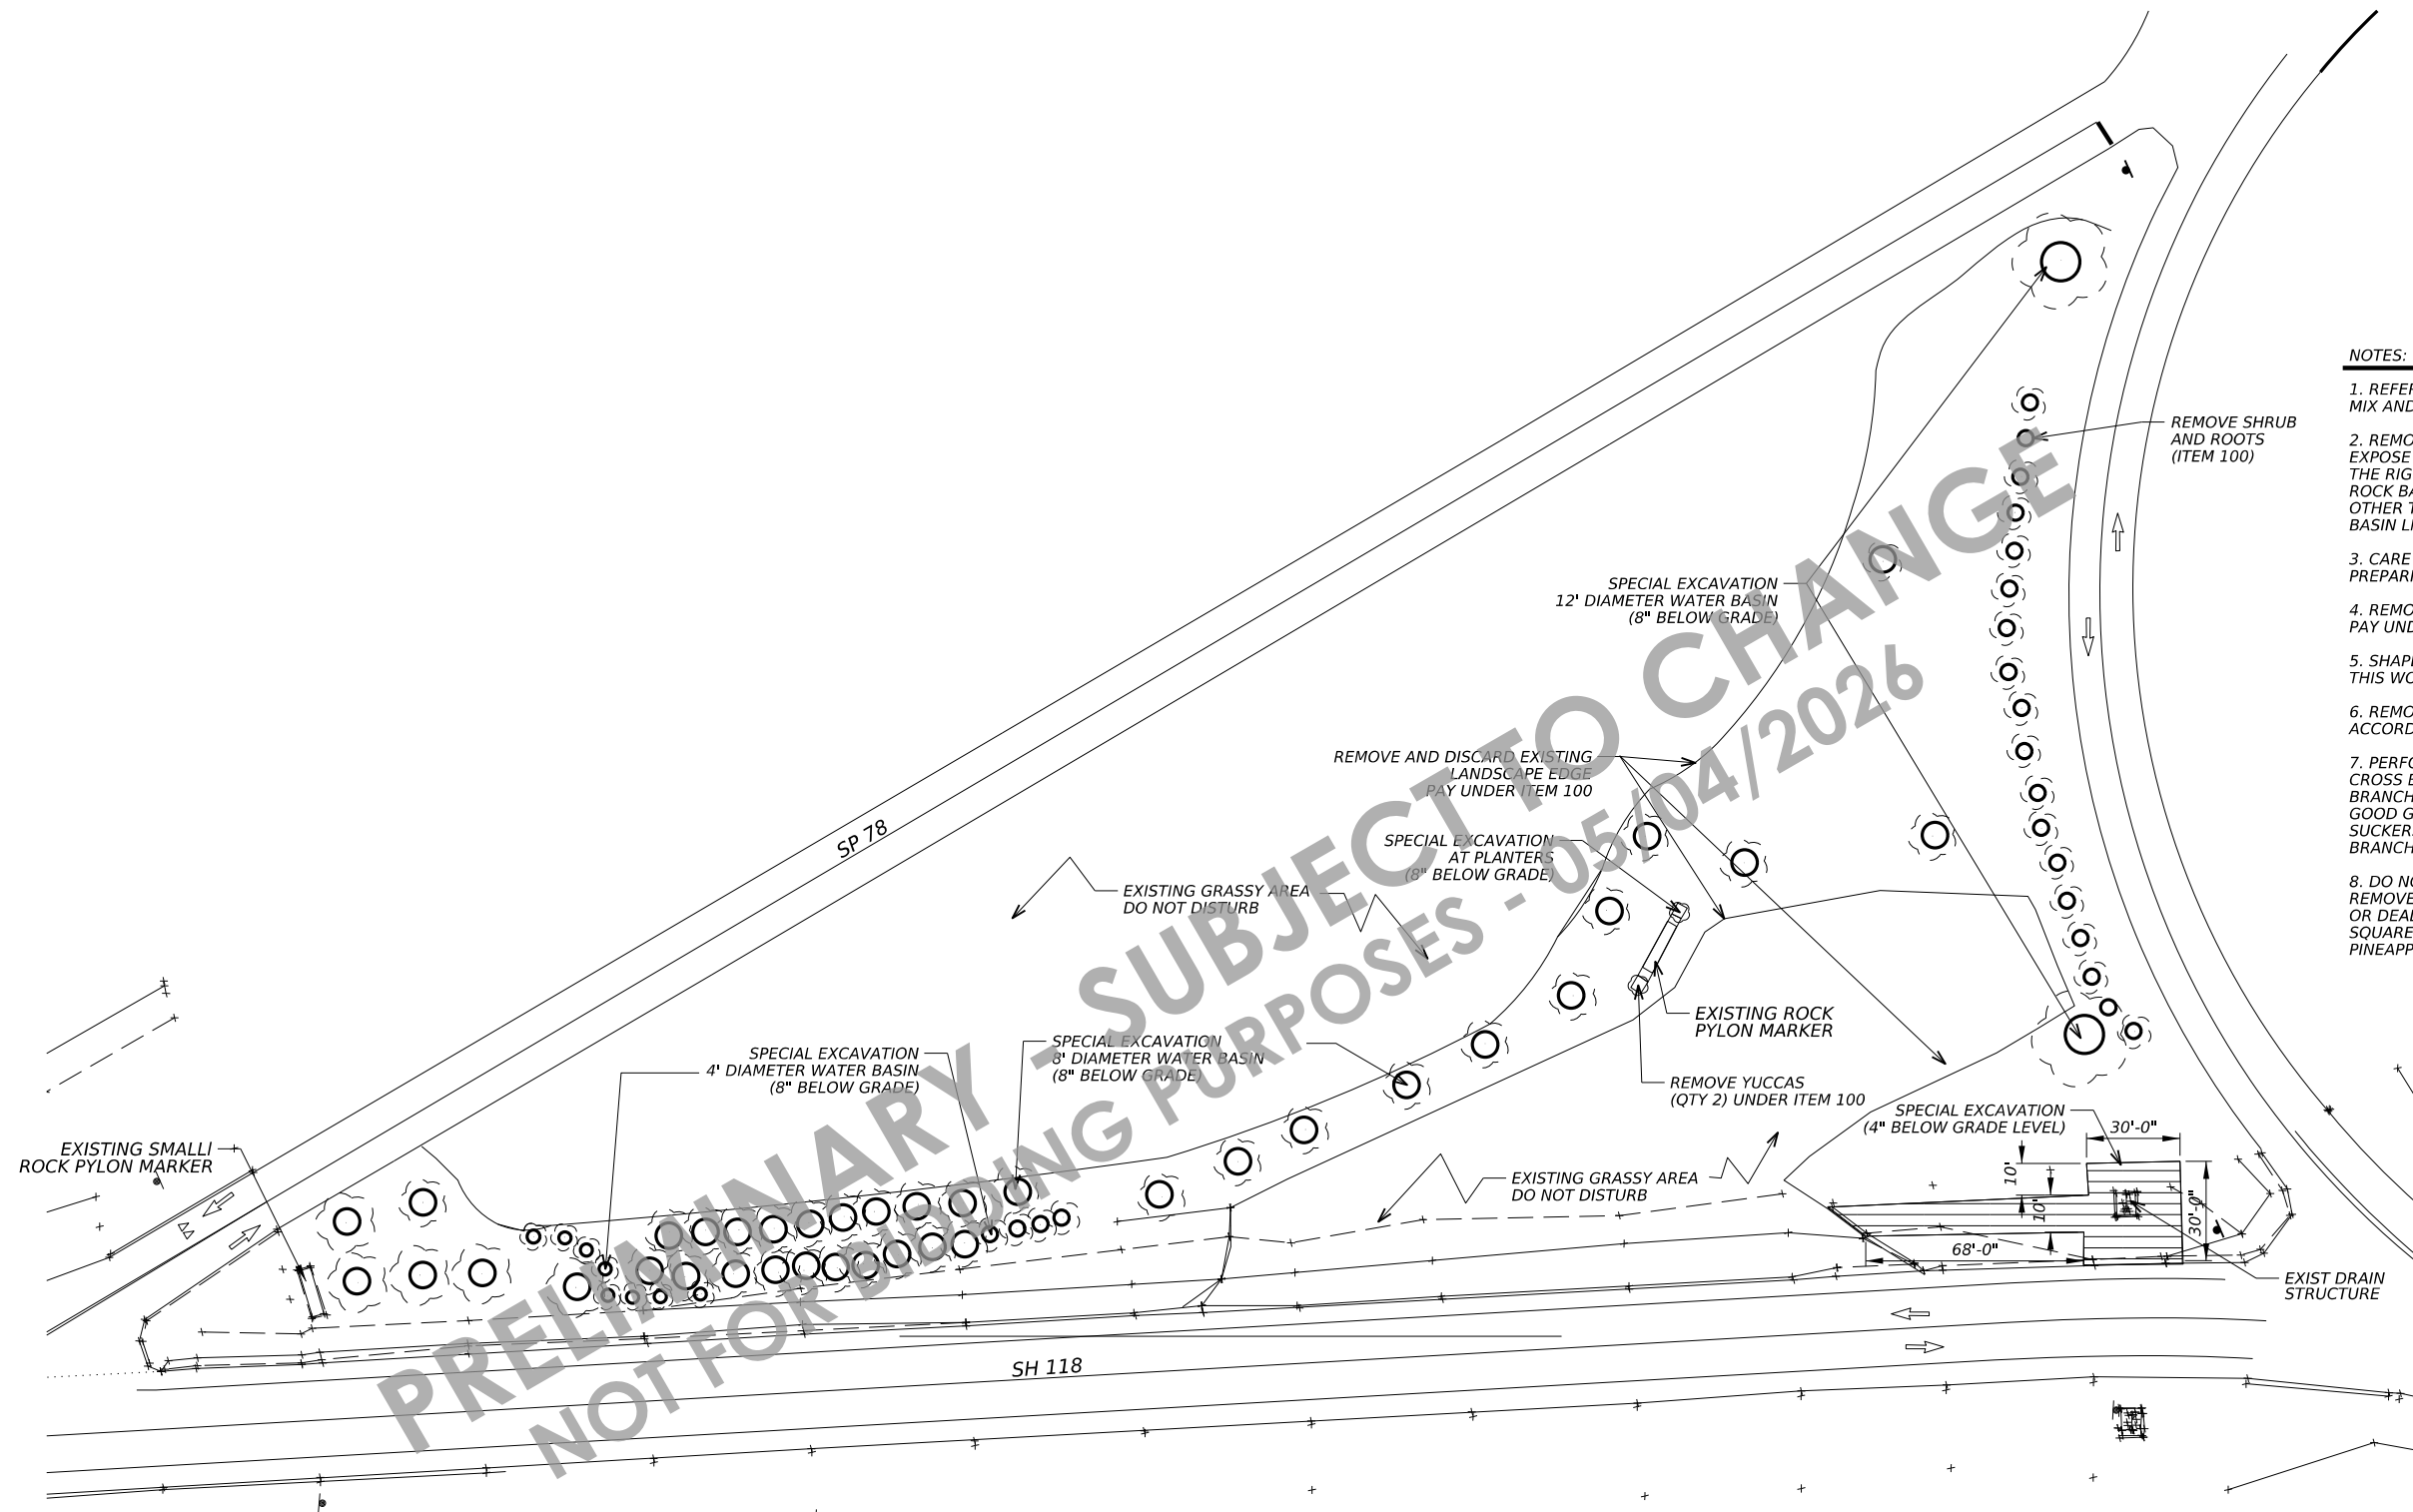 NOTES:
1. REFER
MIX AND
2. REMO
EXPOSE
THE RIG
ROCK BA
OTHER T
BASIN LI
3. CARE
PREPARI
4. REMO
PAY UND
5. SHAPE
THIS WO
6. REMO
ACCORD
7. PERFO
CROSS B
BRANCH
GOOD G
SUCKERS
BRANCH
8. DO NO
REMOVE
OR DEAD
SQUARE
PINEAPP
REMOVE SHRUB
AND ROOTS
(ITEM 100)
SPECIAL EXCAVATION
12' DIAMETER WATER BASIN
(8" BELOW GRADE)
REMOVE AND DISCARD EXISTING
LANDSCAPE EDGE
PAY UNDER ITEM 100
SP 78
SPECIAL EXCAVATION
AT PLANTERS
(8" BELOW GRADE)
EXISTING GRASSY AREA
DO NOT DISTURB
EXISTING ROCK
PYLON MARKER
SPECIAL EXCAVATION
4' DIAMETER WATER BASIN
(8" BELOW GRADE)
SPECIAL EXCAVATION
8' DIAMETER WATER BASIN
(8" BELOW GRADE)
REMOVE YUCCAS
(QTY 2) UNDER ITEM 100
SPECIAL EXCAVATION
(4" BELOW GRADE LEVEL)
30'-0"
10'
10'
30'-0"
68'-0"
EXISTING SMALLI
ROCK PYLON MARKER
EXISTING GRASSY AREA
DO NOT DISTURB
EXIST DRAIN
STRUCTURE
SH 118
PRELIMINARY - SUBJECT TO CHANGE
NOT FOR BIDDING PURPOSES - 05/04/2026